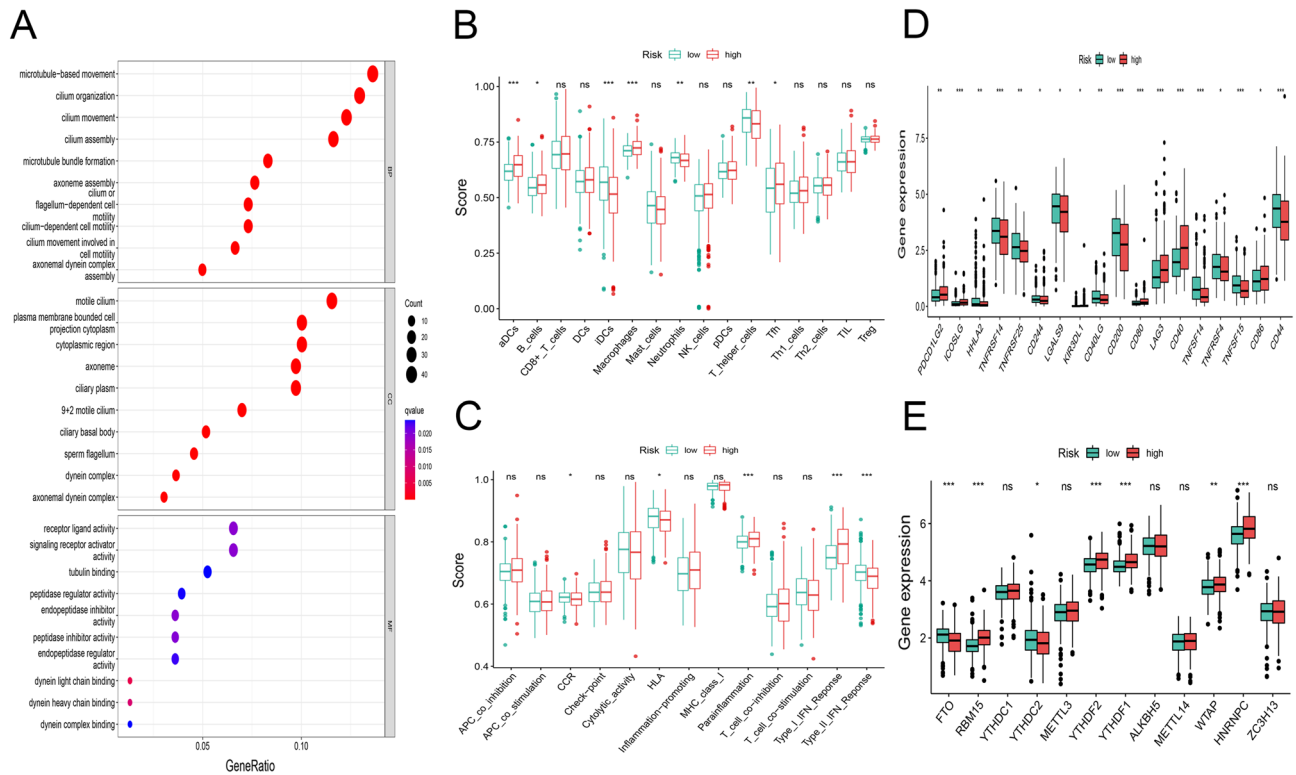 A
microtubule−based movement
cilium organization
cilium movement
cilium assembly
microtubule bundle formation
axoneme assembly
cilium or
flagellum−dependent cell
motility
cilium−dependent cell motility
cilium movement involved in
cell motility
axonemal dynein complex
assembly
BP
motile cilium
plasma membrane bounded cell
projection cytoplasm
cytoplasmic region
axoneme
ciliary plasm
9+2 motile cilium
ciliary basal body
sperm flagellum
dynein complex
axonemal dynein complex
CC
receptor ligand activity
signaling receptor activator
activity
tubulin binding
peptidase regulator activity
endopeptidase inhibitor
activity
peptidase inhibitor activity
endopeptidase regulator
activity
dynein light chain binding
dynein heavy chain binding
dynein complex binding
MF
0.05
0.10
GeneRatio
Count
10
20
30
40
qvalue
0.020
0.015
0.010
0.005
B
Risk low high
*** * ns ns *** *** ns ** ns ns ** * ns ns ns ns
Score
1.00
0.75
0.50
0.25
0.00
aDCs
B_cells
CD8+_T_cells
DCs
iDCs
Macrophages
Mast_cells
Neutrophils
NK_cells
pDCs
T_helper_cells
Tfh
Th1_cells
Th2_cells
TIL
Treg
C
Risk low high
ns ns * ns ns * ns ns *** ns ns *** ***
Score
1.0
0.8
0.6
0.4
APC_co_inhibition
APC_co_stimulation
CCR
Check−point
Cytolytic_activity
HLA
Inflammation−promoting
MHC_class_I
Parainflammation
T_cell_co−inhibition
T_cell_co−stimulation
Type_I_IFN_Reponse
Type_II_IFN_Reponse
D
Risk low high
** *** *** *** ** * *** * ** *** *** *** *** *** * *** * ***
Gene expression
7.5
5.0
2.5
0.0
PDCD1LG2
ICOSLG
HHLA2
TNFRSF14
TNFRSF25
CD244
LGALS9
KIR3DL1
CD40LG
CD200
CD80
LAG3
CD40
TNFSF14
TNFRSF4
TNFSF15
CD86
CD44
E
Risk low high
*** *** ns * ns *** *** ns ns ** *** ns
Gene expression
6
4
2
FTO
RBM15
YTHDC1
YTHDC2
METTL3
YTHDF2
YTHDF1
ALKBH5
METTL14
WTAP
HNRNPC
ZC3H13